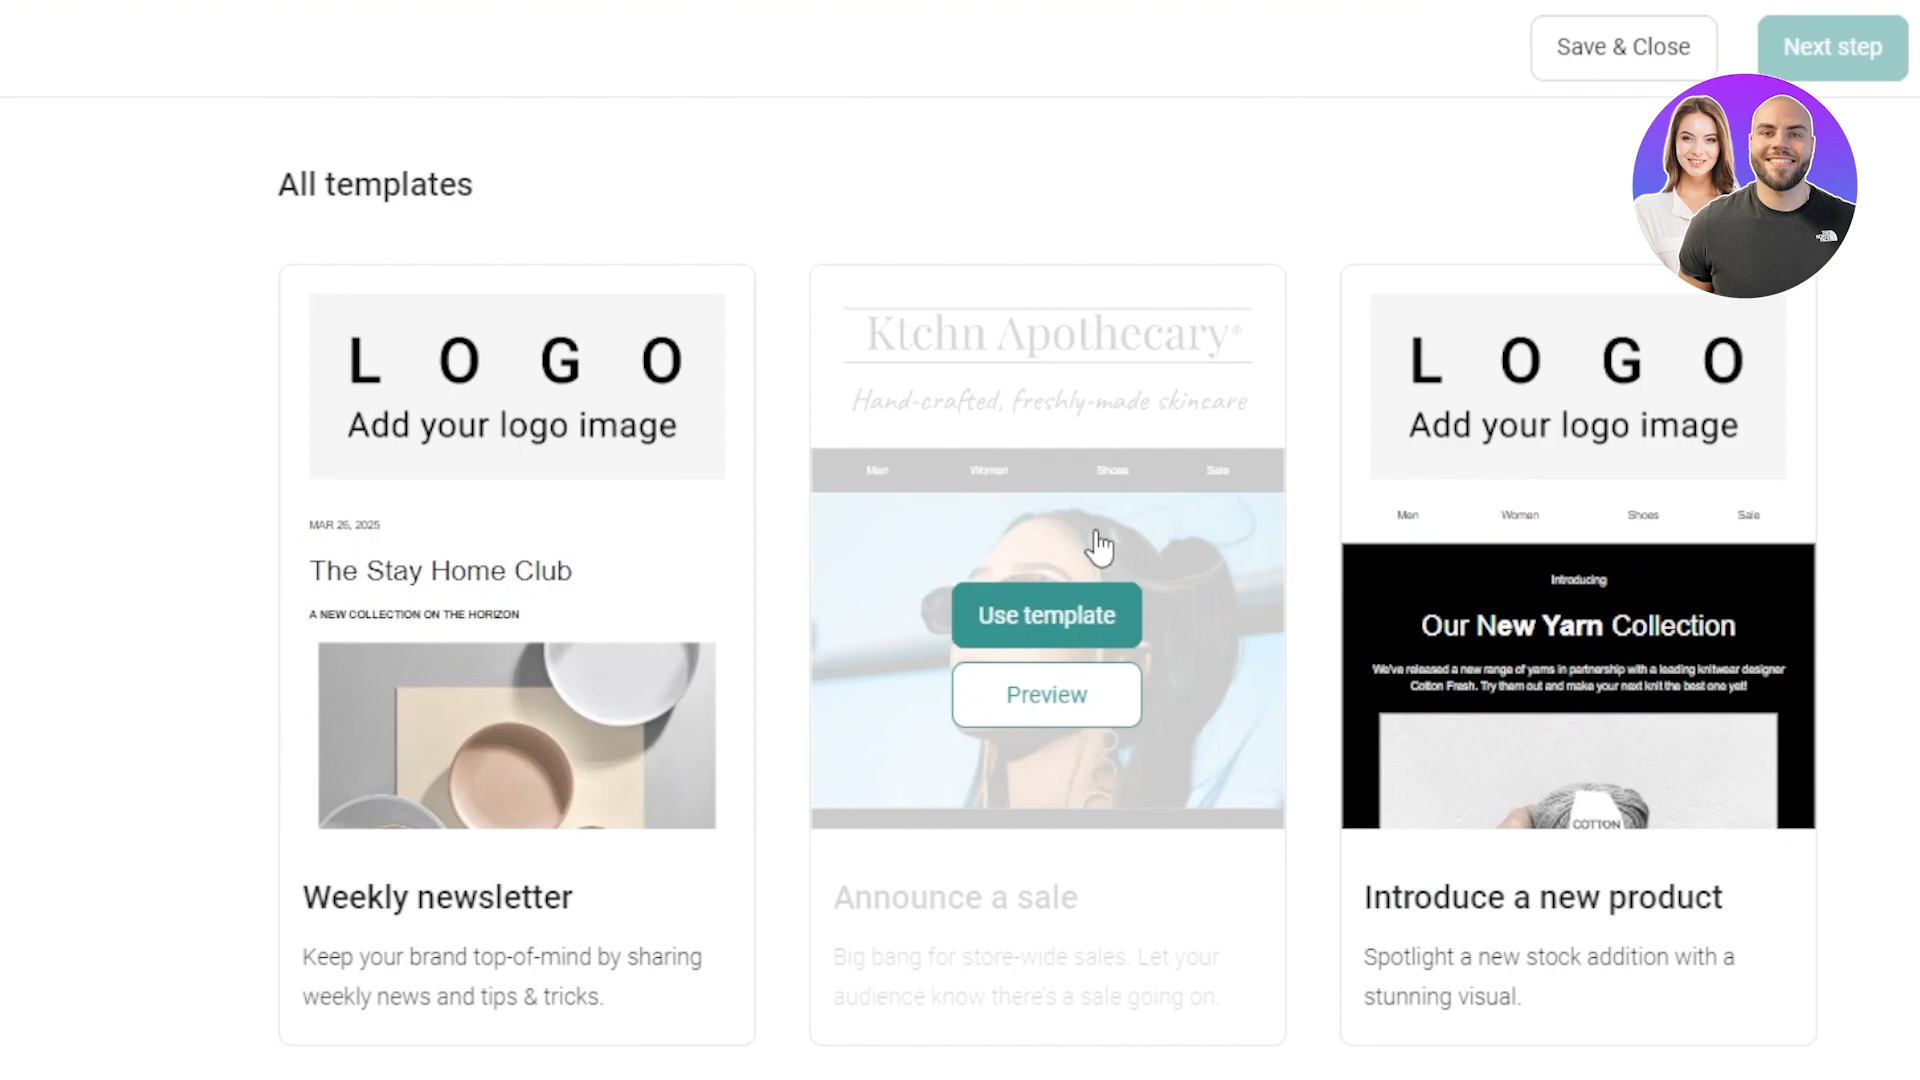 Save & Close
Next step
All templates
L O G O
Add your logo image
MAR 26, 2025
The Stay Home Club
A NEW COLLECTION ON THE HORIZON
Weekly newsletter
Keep your brand top-of-mind by sharing
weekly news and tips & tricks.
Ktchn Apothecary®
Hand-crafted, freshly-made skincare
Men Woman Shoes Sale
Use template
Preview
Announce a sale
Big bang for store-wide sales. Let your
audience know there's a sale going on.
L O G O
Add your logo image
Men Woman Shoes Sale
Introducing
Our New Yarn Collection
We've released a new range of yarns in partnership with a leading knitwear designer
Cotton Fresh. Try them out and make your next knit the best one yet!
COTTON
Introduce a new product
Spotlight a new stock addition with a
stunning visual.
THE NORTH FACE